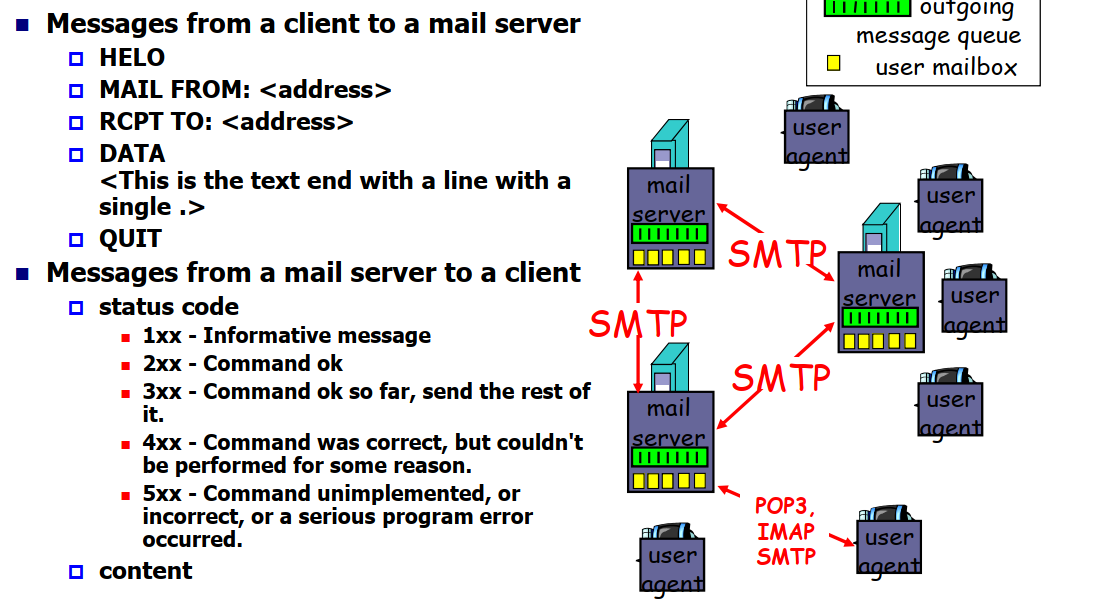 Messages from a client to a mail server
HELO
MAIL FROM: <address>
RCPT TO: <address>
DATA
<This is the text end with a line with a
single .>
QUIT
Messages from a mail server to a client
status code
1xx - Informative message
2xx - Command ok
3xx - Command ok so far, send the rest of
it.
4xx - Command was correct, but couldn't
be performed for some reason.
5xx - Command unimplemented, or
incorrect, or a serious program error
occurred.
content
outgoing
message queue
user mailbox
user
agent
mail
server
user
agent
SMTP
mail
server
user
agent
SMTP
SMTP
mail
server
user
agent
POP3,
IMAP
SMTP
user
agent
user
agent